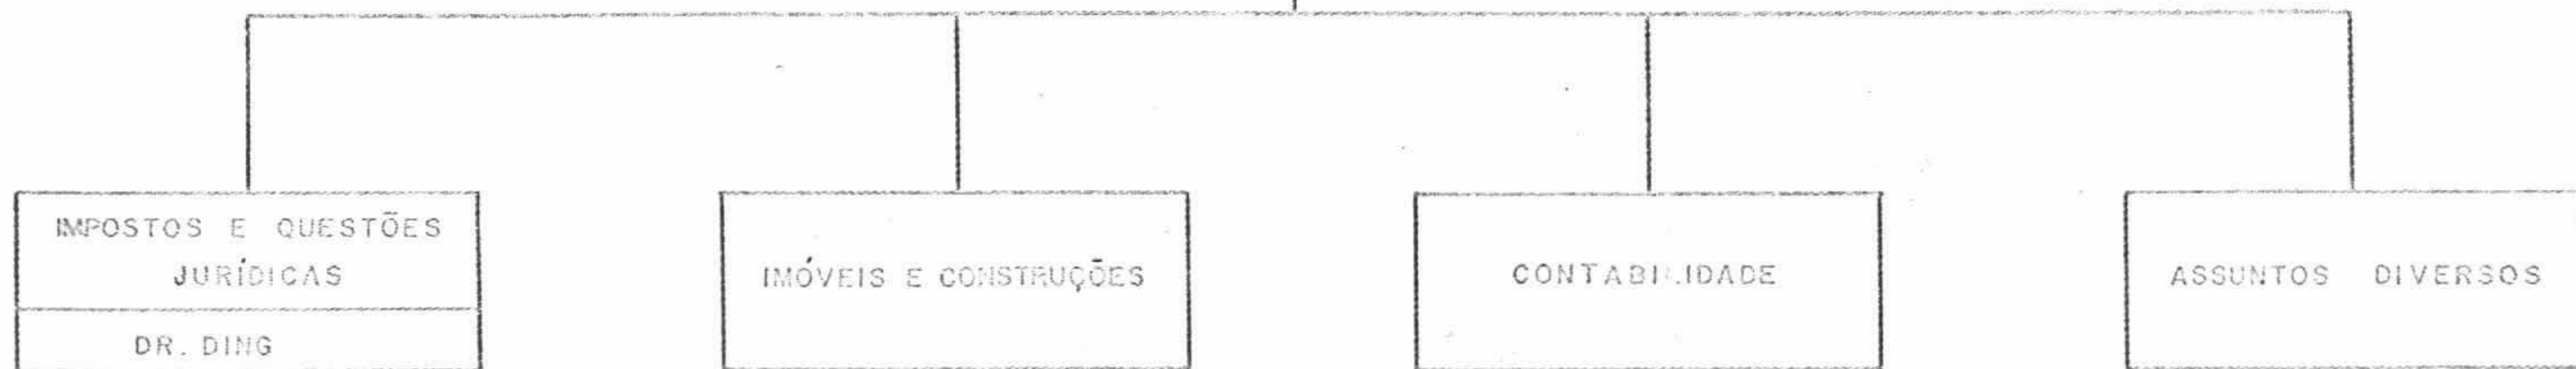 IMPOSTOS E QUESTÕES
JURÍDICAS
DR. DING
IMÓVEIS E CONSTRUÇÕES
CONTABILIDADE
ASSUNTOS DIVERSOS